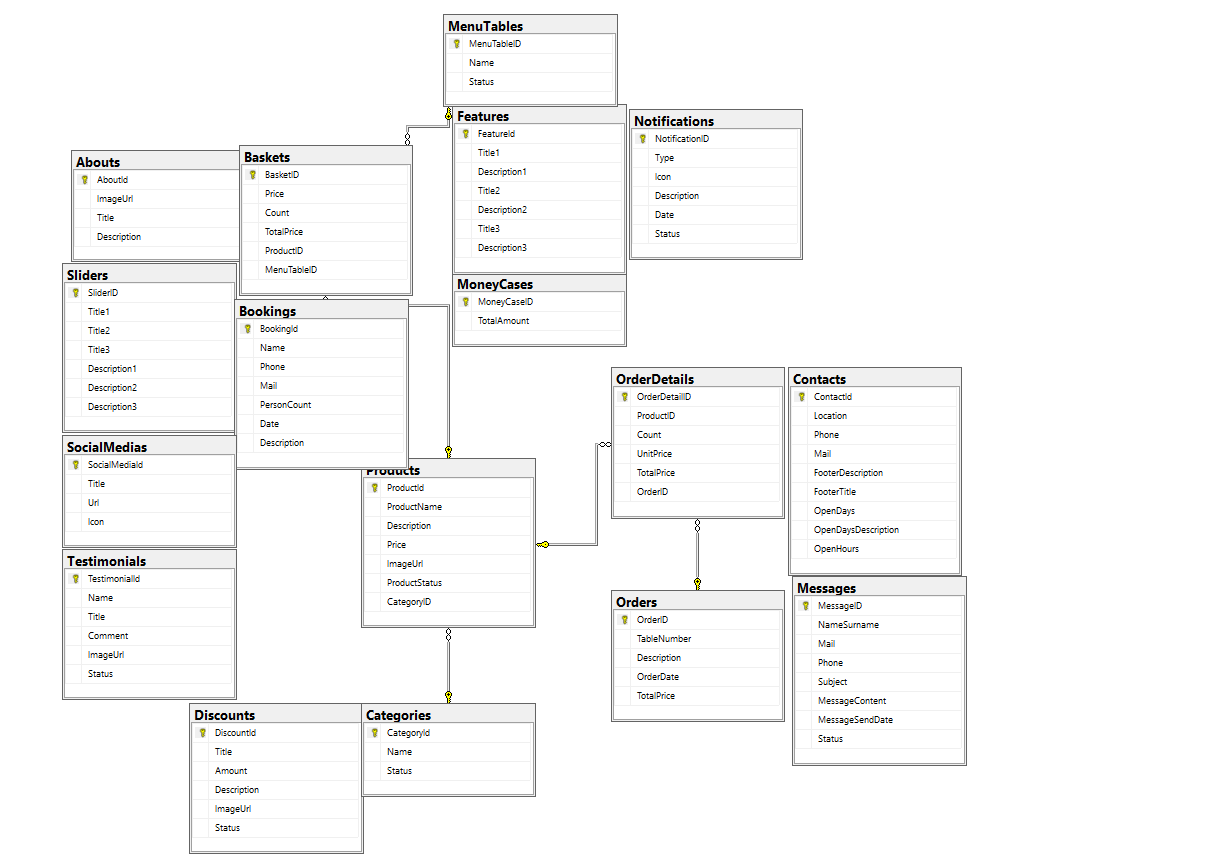 MenuTables
MenuTableID
Name
Status
Features
FeatureId
Title1
Description1
Title2
Description2
Title3
Description3
Notifications
NotificationID
Type
Icon
Description
Date
Status
Abouts
AboutId
ImageUrl
Title
Description
Baskets
BasketID
Price
Count
TotalPrice
ProductID
MenuTableID
Sliders
SliderID
Title1
Title2
Title3
Description1
Description2
Description3
Bookings
BookingId
Name
Phone
Mail
PersonCount
Date
Description
MoneyCases
MoneyCaseID
TotalAmount
OrderDetails
OrderDetailID
ProductID
Count
UnitPrice
TotalPrice
OrderID
Contacts
ContactId
Location
Phone
Mail
FooterDescription
FooterTitle
OpenDays
OpenDaysDescription
OpenHours
SocialMedias
SocialMediaId
Title
Url
Icon
Products
ProductId
ProductName
Description
Price
ImageUrl
ProductStatus
CategoryID
Testimonials
TestimonialId
Name
Title
Comment
ImageUrl
Status
Orders
OrderID
TableNumber
Description
OrderDate
TotalPrice
Messages
MessageID
NameSurname
Mail
Phone
Subject
MessageContent
MessageSendDate
Status
Discounts
DiscountId
Title
Amount
Description
ImageUrl
Status
Categories
CategoryId
Name
Status